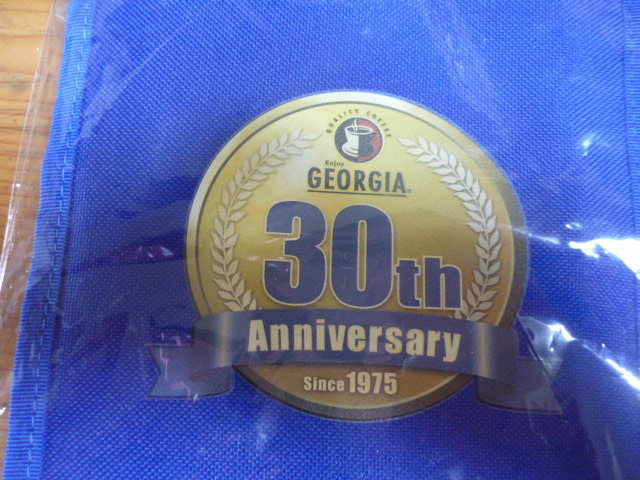 QUALITY COFFEE
Enjoy
GEORGIA®
30th
Anniversary
Since 1975